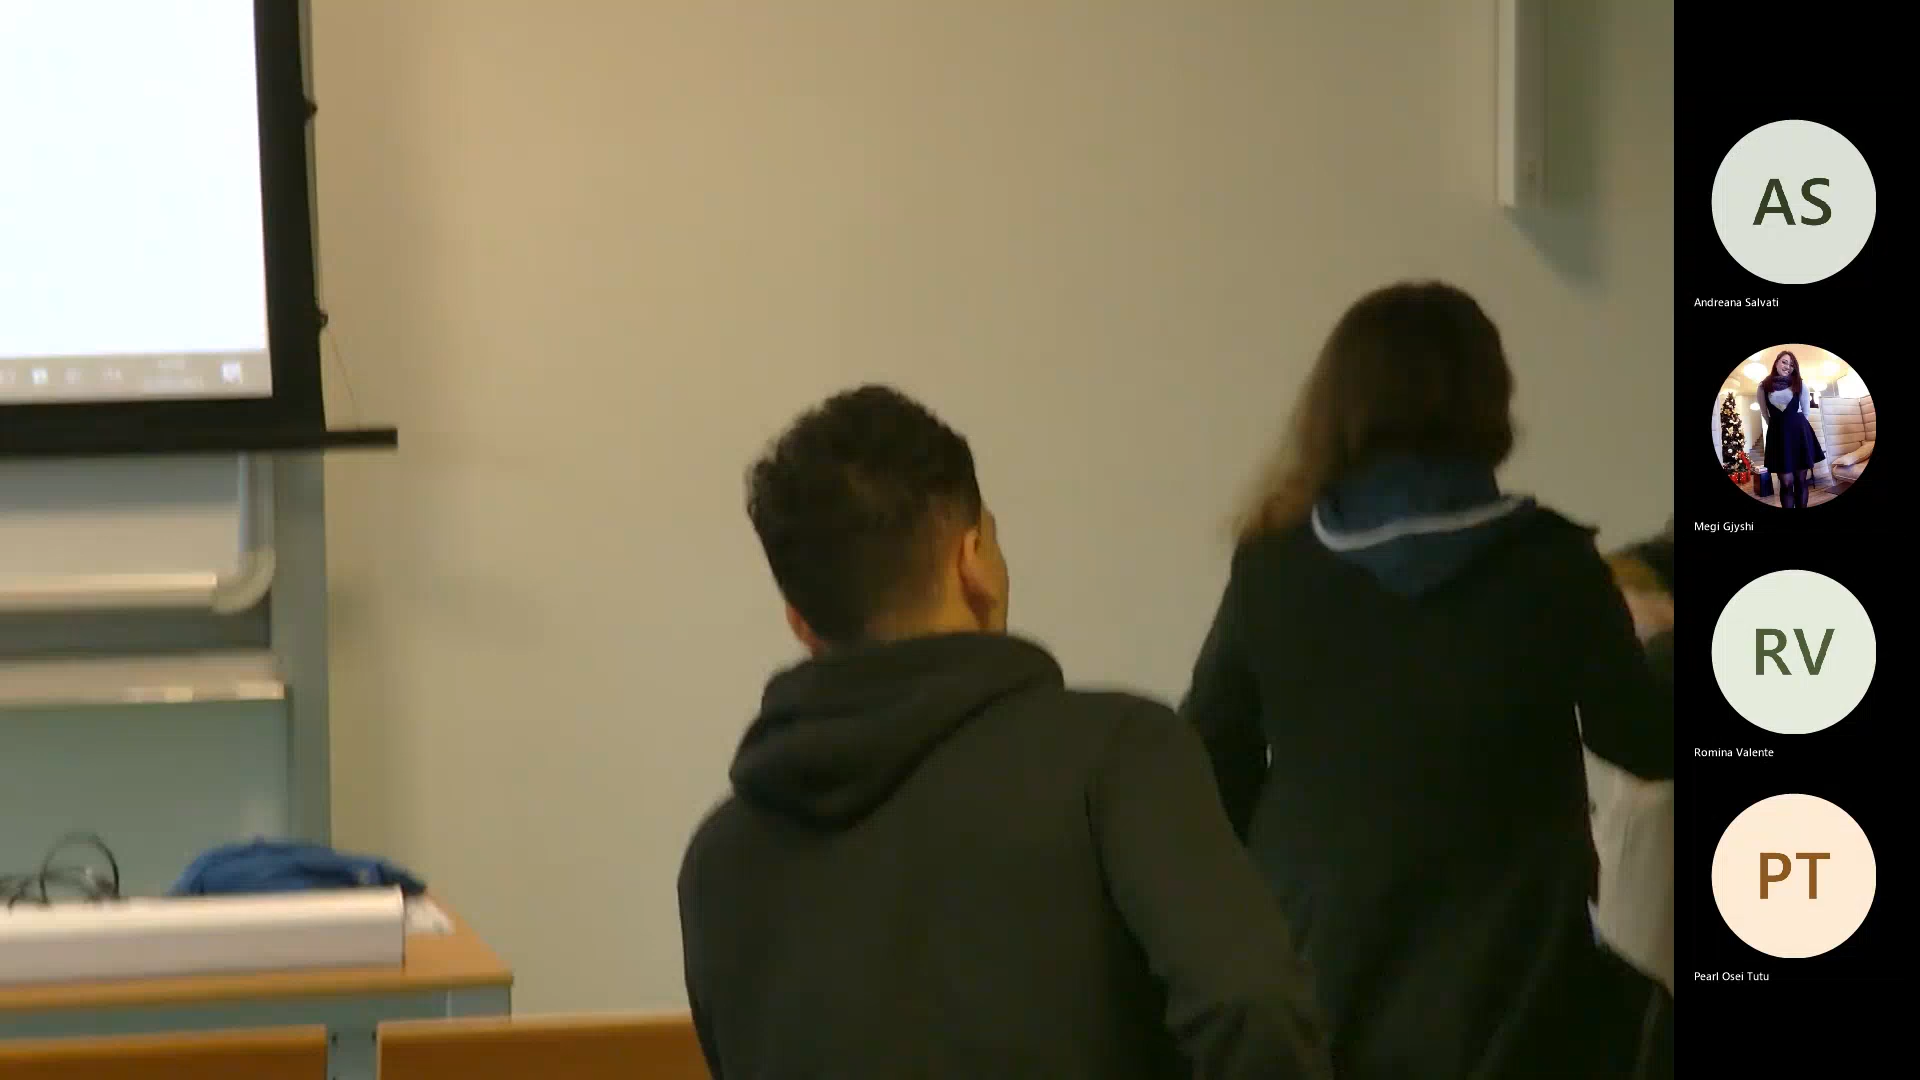 AS
Andreana Salvati
Megi Gjyshi
RV
Romina Valente
PT
Pearl Osei Tutu